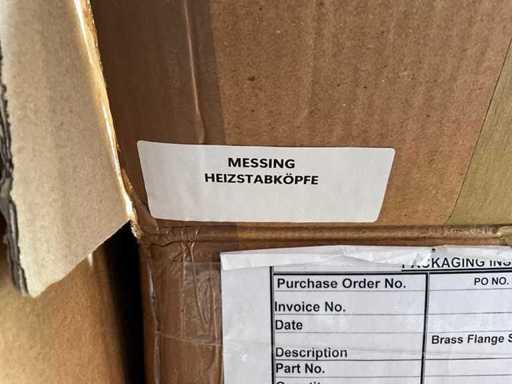 MESSING
HEIZSTABKÖPFE
PACKAGING INS
Purchase Order No. PO NO.
Invoice No.
Date
Description Brass Flange S
Part No.